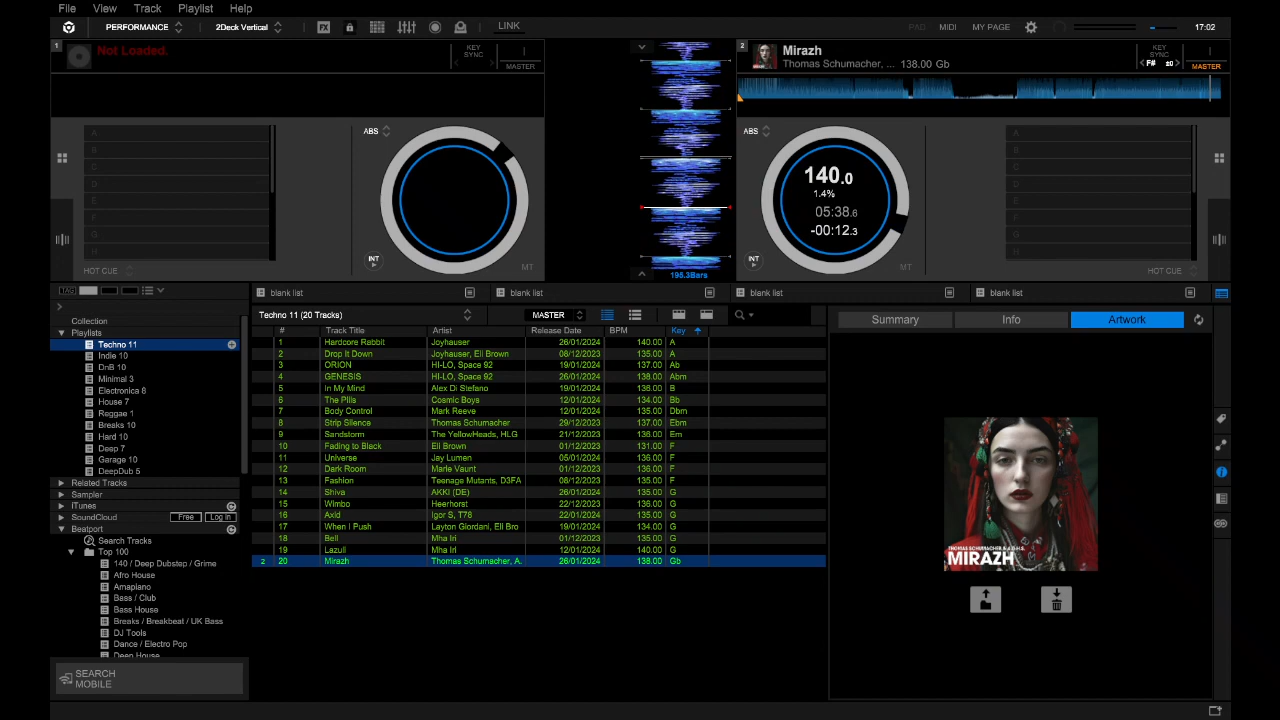 File View Track Playlist Help
PERFORMANCE 2Deck Vertical FX LINK PAD MIDI MY PAGE 17:02
1 Not Loaded. KEY SYNC MASTER
2 Mirazh KEY SYNC
Thomas Schumacher, ... 138.00 Gb F# ±0 MASTER
ABS
A
B
C
D
E
F
G
H
HOT CUE
INT
MT
195.3Bars
ABS
140.0
1.4%
05:38.6
-00:12.3
INT
MT
A
B
C
D
E
F
G
H
HOT CUE
TAG
blank list blank list blank list blank list
Collection
Playlists
Techno 11
Indie 10
DnB 10
Minimal 3
Electronica 8
House 7
Reggae 1
Breaks 10
Hard 10
Deep 7
Garage 10
DeepDub 5
Related Tracks
Sampler
iTunes
SoundCloud Free Log In
Beatport
Search Tracks
Top 100
140 / Deep Dubstep / Grime
Afro House
Amapiano
Bass / Club
Bass House
Breaks / Breakbeat / UK Bass
DJ Tools
Dance / Electro Pop
Deep House
SEARCH
MOBILE
Techno 11 (20 Tracks) MASTER
# Track Title Artist Release Date BPM Key
1 Hardcore Rabbit Joyhauser 26/01/2024 140.00 A
2 Drop It Down Joyhauser, Eli Brown 08/12/2023 135.00 A
3 ORION HI-LO, Space 92 19/01/2024 137.00 Ab
4 GENESIS HI-LO, Space 92 26/01/2024 138.00 Abm
5 In My Mind Alex Di Stefano 19/01/2024 136.00 B
6 The Pills Cosmic Boys 12/01/2024 134.00 Bb
7 Body Control Mark Reeve 12/01/2024 135.00 Dbm
8 Strip Silence Thomas Schumacher 29/12/2023 137.00 Ebm
9 Sandstorm The YellowHeads, HLG 21/12/2023 136.00 Em
10 Fading to Black Eli Brown 01/12/2023 131.00 F
11 Universe Jay Lumen 08/12/2023 136.00 F
12 Dark Room Marie Vaunt 01/12/2023 136.00 F
13 Fashion Teenage Mutants, D3FA 08/12/2023 135.00 F
14 Shiva AKKI (DE) 26/01/2024 135.00 G
15 Wimbo Heerhorst 22/12/2023 134.00 G
16 Axid Igor S, T78 26/01/2024 135.00 G
17 When I Push Layton Giordani, Eli Bro 19/01/2024 134.00 G
18 Bell Mha Iri 01/12/2023 138.00 G
19 Lazuli Mha Iri 12/01/2024 140.00 G
2 20 Mirazh Thomas Schumacher, A. 26/01/2024 138.00 Gb
Summary Info Artwork
MIRAZH